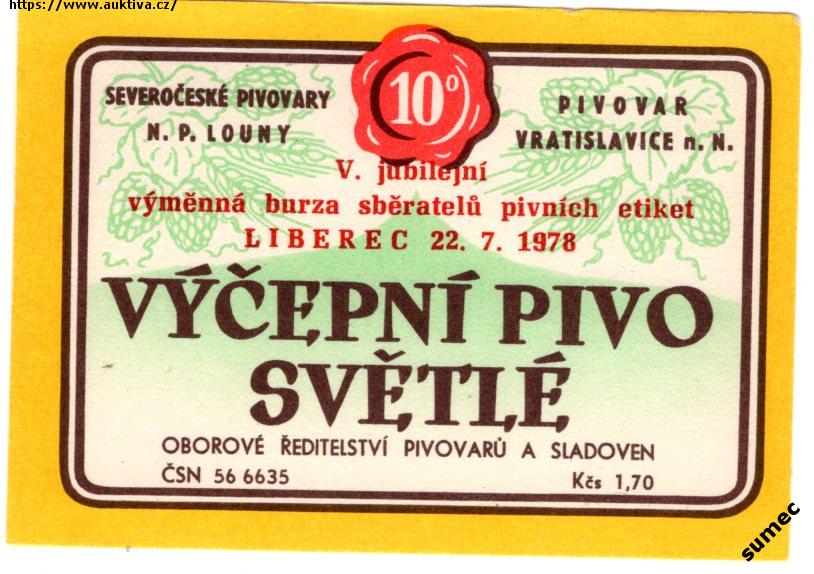 https://www.auktiva.cz/
10°
SEVEROČESKÉ PIVOVARY
N. P. LOUNY
PIVOVAR
VRATISLAVICE n. N.
V. jubilejní
výměnná burza sběratelů pivních etiket
LIBEREC 22. 7. 1978
VÝČEPNÍ PIVO
SVĚTLÉ
OBOROVÉ ŘEDITELSTVÍ PIVOVARŮ A SLADOVEN
ČSN 56 6635
Kčs 1,70
sumec